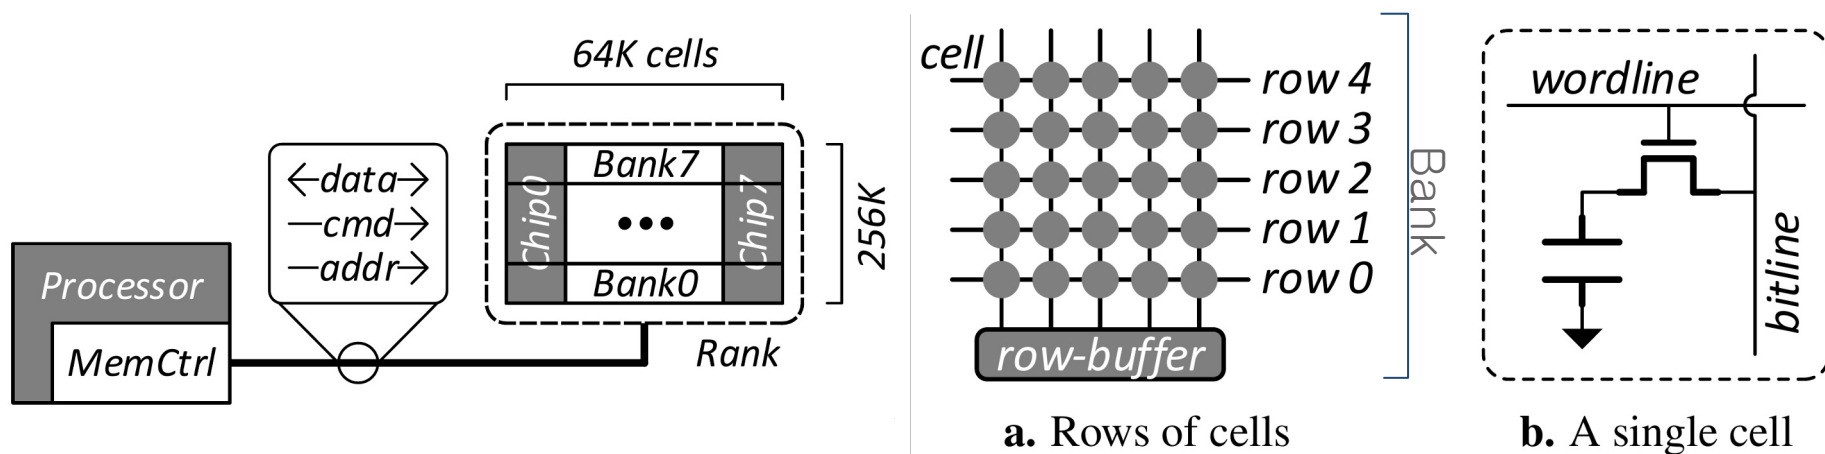 64K cells
data
cmd
addr
Processor
MemCtrl
Chip0
Bank7
•••
Bank0
Chip7
256K
Rank
cell
row 4
row 3
row 2
row 1
row 0
row-buffer
Bank
a. Rows of cells
wordline
bitline
b. A single cell